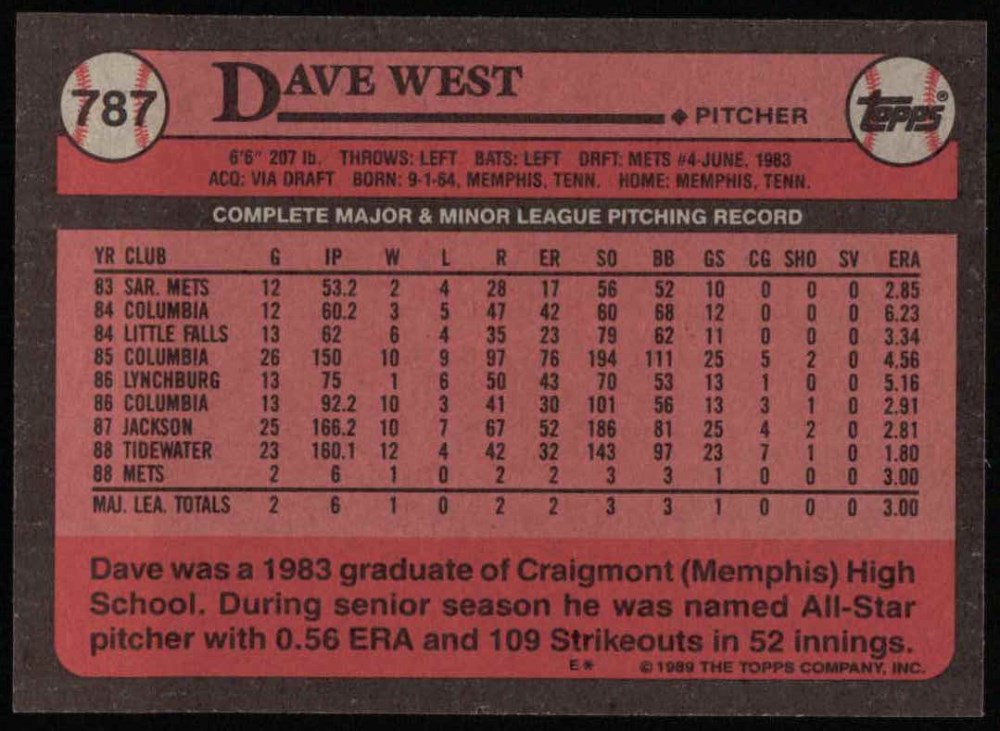 787
DAVE WEST
PITCHER
topps®
6'6" 207 lb. THROWS: LEFT BATS: LEFT DRFT: METS #4-JUNE, 1983
ACQ: VIA DRAFT BORN: 9-1-64, MEMPHIS, TENN. HOME: MEMPHIS, TENN.
COMPLETE MAJOR & MINOR LEAGUE PITCHING RECORD
YR CLUB G IP W L R ER SO BB GS CG SHO SV ERA
83 SAR. METS 12 53.2 2 4 28 17 56 52 10 0 0 0 2.85
84 COLUMBIA 12 60.2 3 5 47 42 60 68 12 0 0 0 6.23
84 LITTLE FALLS 13 62 6 4 35 23 79 62 11 0 0 0 3.34
85 COLUMBIA 26 150 10 9 97 76 194 111 25 5 2 0 4.56
86 LYNCHBURG 13 75 1 6 50 43 70 53 13 1 0 0 5.16
86 COLUMBIA 13 92.2 10 3 41 30 101 56 13 3 1 0 2.91
87 JACKSON 25 166.2 10 7 67 52 186 81 25 4 2 0 2.81
88 TIDEWATER 23 160.1 12 4 42 32 143 97 23 7 1 0 1.80
88 METS 2 6 1 0 2 2 3 3 1 0 0 0 3.00
MAJ. LEA. TOTALS 2 6 1 0 2 2 3 3 1 0 0 0 3.00
Dave was a 1983 graduate of Craigmont (Memphis) High
School. During senior season he was named All-Star
pitcher with 0.56 ERA and 109 Strikeouts in 52 innings.
E* © 1989 THE TOPPS COMPANY, INC.